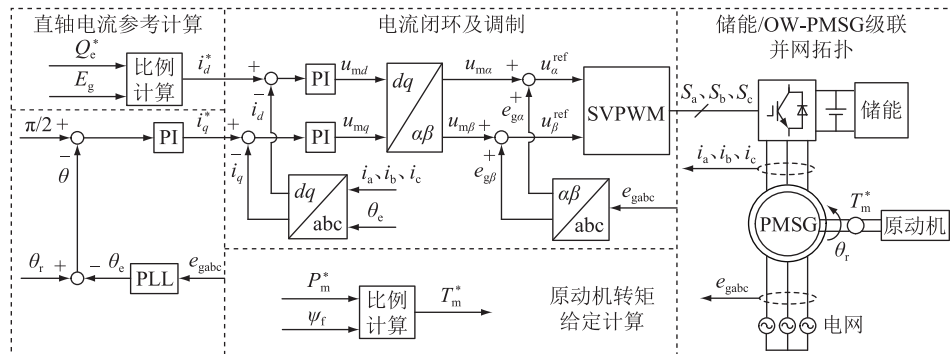 直轴电流参考计算
Q_e^*
E_g
比例
计算
i_d^*
π/2
+
−
θ
PI
i_q^*
θ_r
+
−
θ_e
PLL
e_gabc
电流闭环及调制
+
−
i_d
PI
u_md
+
−
i_q
PI
u_mq
dq
αβ
u_mα
+
u_α^ref
e_gα
+
u_mβ
+
u_β^ref
+
e_gβ
SVPWM
dq
abc
i_a、i_b、i_c
θ_e
αβ
abc
e_gabc
P_m^*
ψ_f
比例
计算
T_m^*
原动机转矩
给定计算
储能/OW-PMSG级联
并网拓扑
S_a、S_b、S_c
储能
i_a、i_b、i_c
PMSG
T_m^*
θ_r
原动机
e_gabc
电网